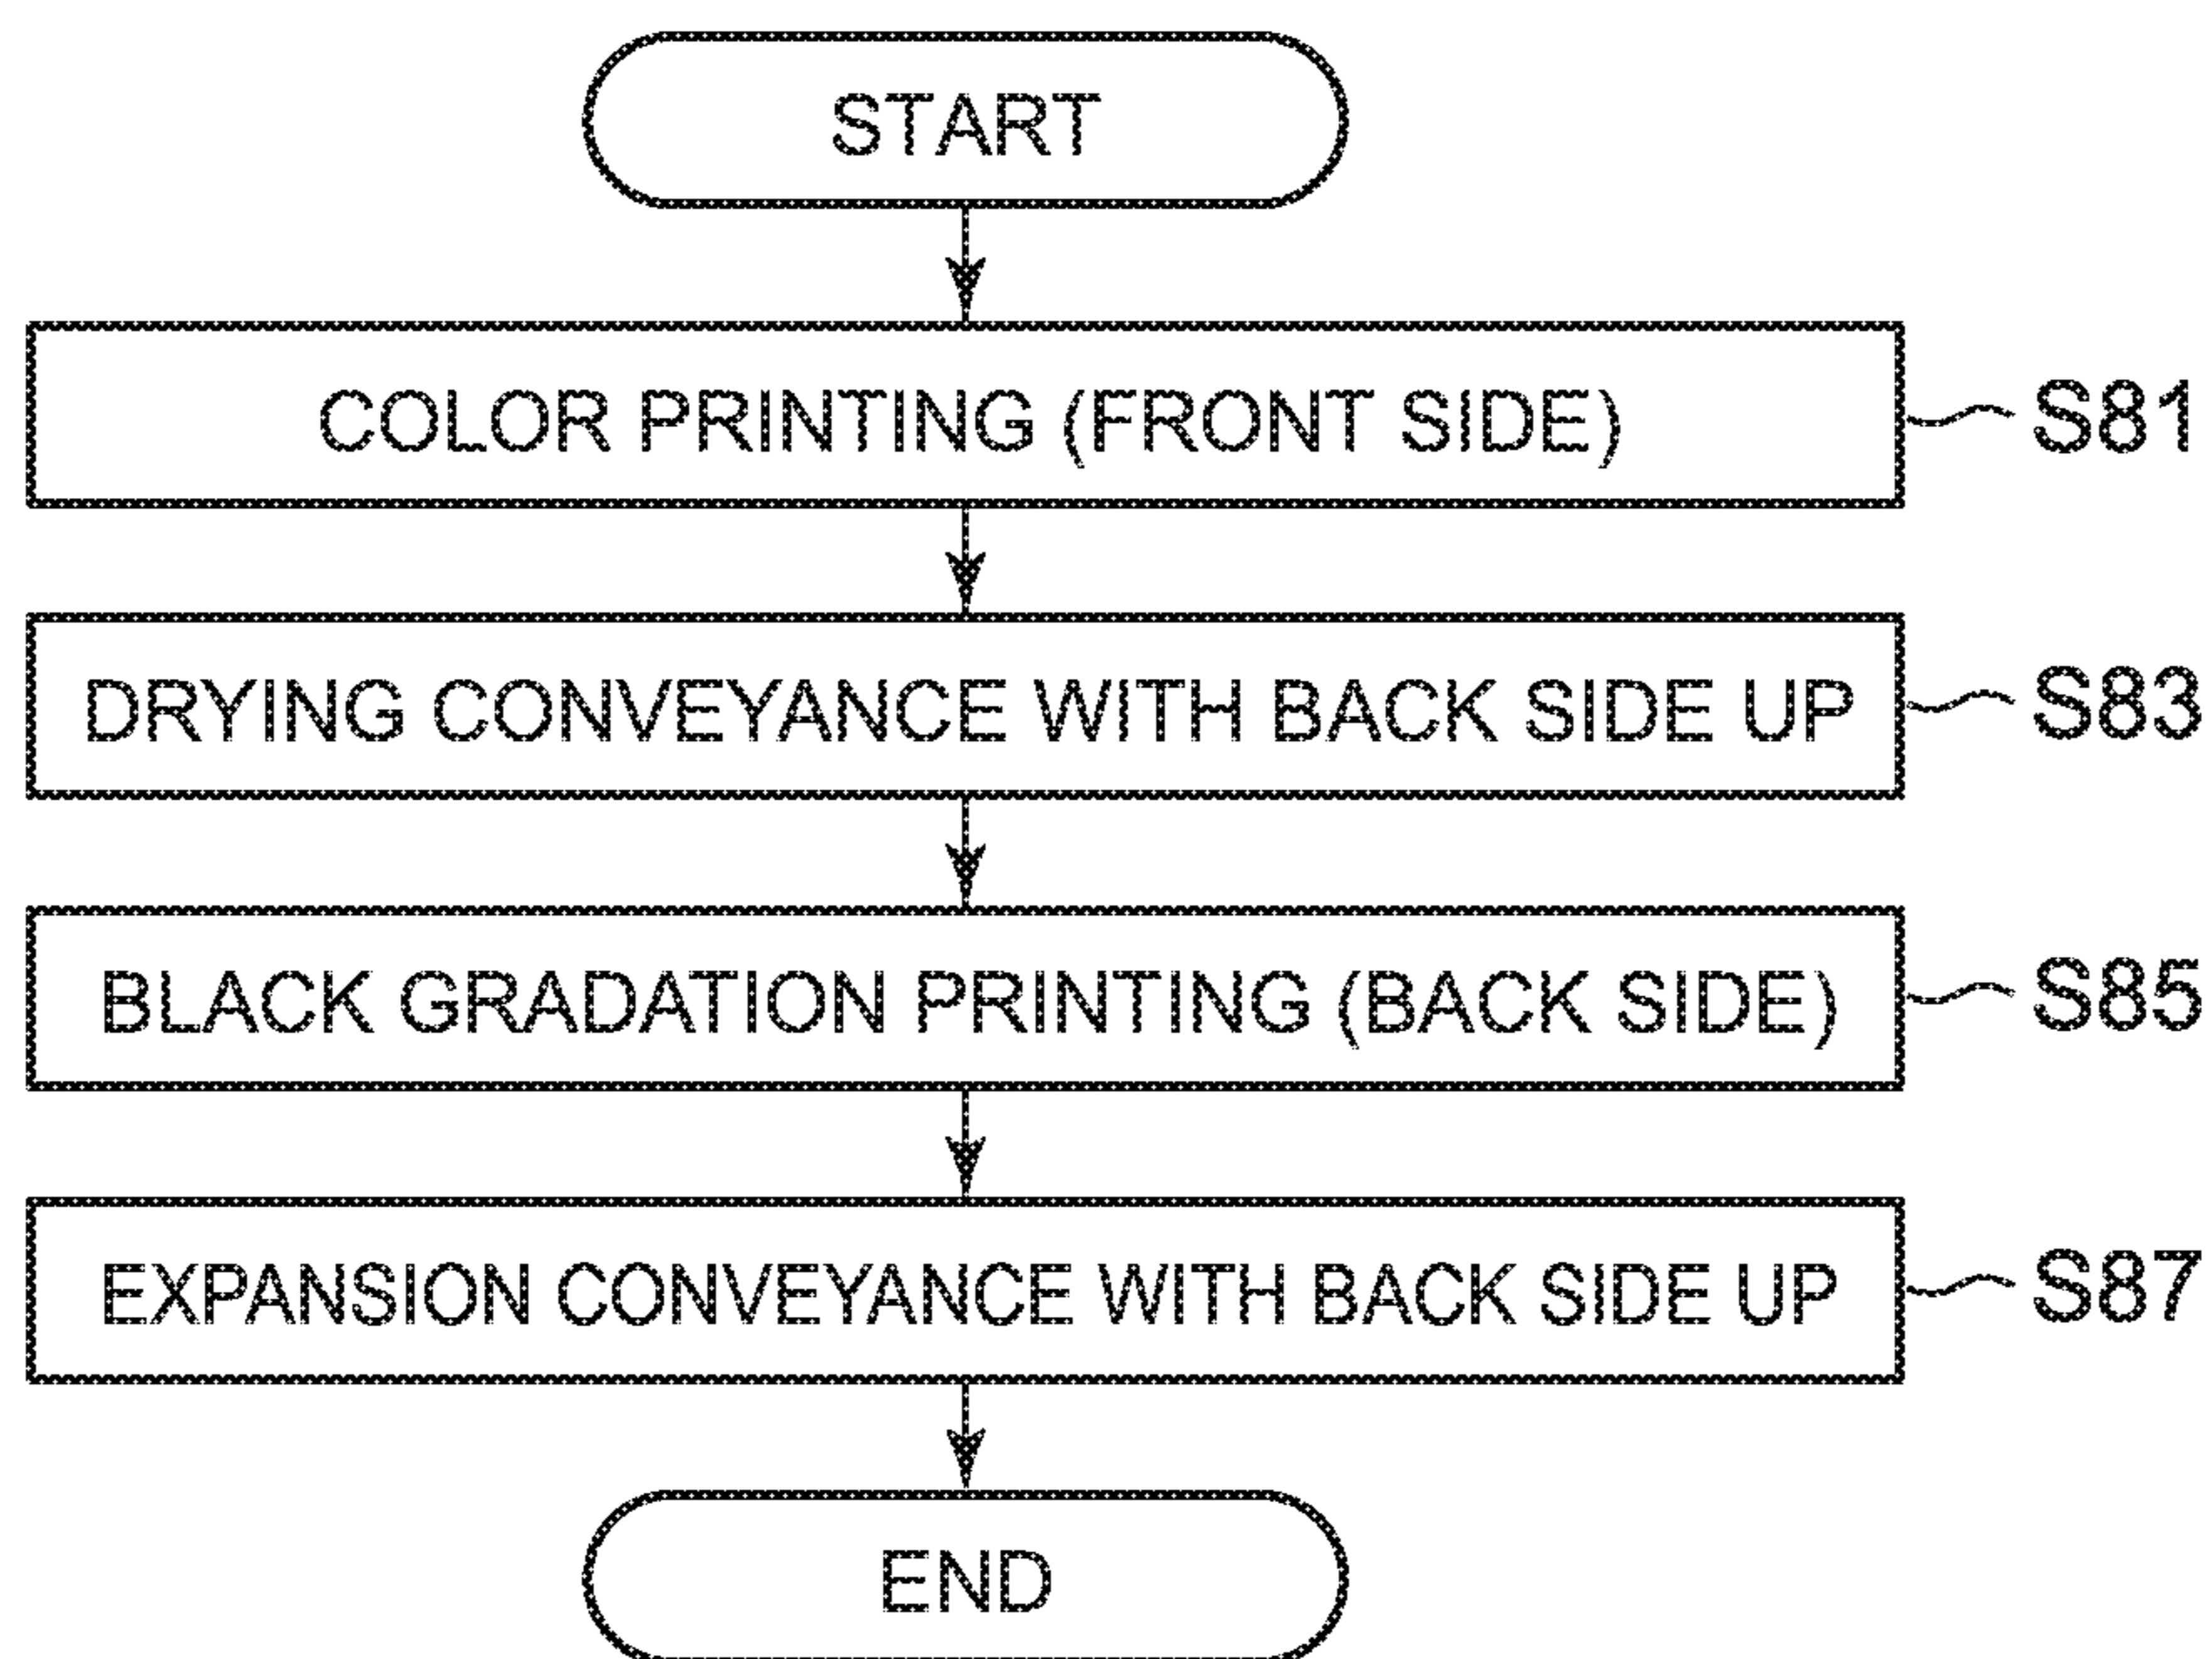 START
COLOR PRINTING (FRONT SIDE) S81
DRYING CONVEYANCE WITH BACK SIDE UP S83
BLACK GRADATION PRINTING (BACK SIDE) S85
EXPANSION CONVEYANCE WITH BACK SIDE UP S87
END